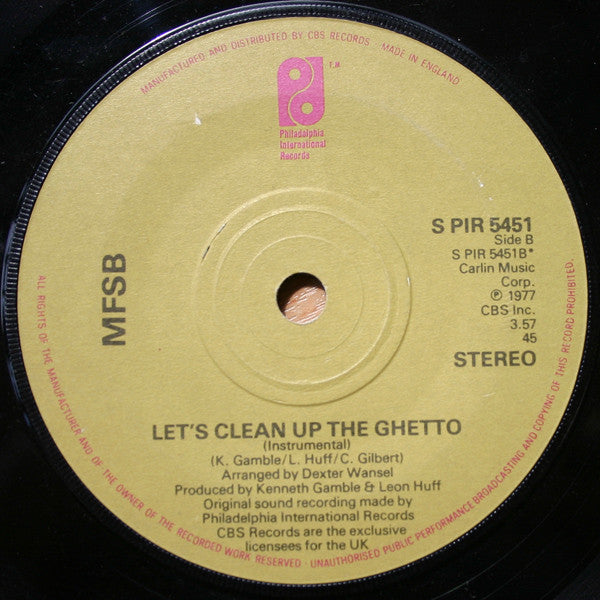 MANUFACTURED AND DISTRIBUTED BY CBS RECORDS · MADE IN ENGLAND
T.M
Philadelphia
International
Records
MFSB
S PIR 5451
Side B
S PIR 5451B*
Carlin Music
Corp.
℗ 1977
CBS Inc.
3.57
45
STEREO
LET'S CLEAN UP THE GHETTO
(Instrumental)
(K. Gamble/L. Huff/C. Gilbert)
Arranged by Dexter Wansel
Produced by Kenneth Gamble & Leon Huff
Original sound recording made by
Philadelphia International Records
CBS Records are the exclusive
licensees for the UK
ALL RIGHTS OF THE MANUFACTURER AND OF THE OWNER OF THE RECORDED WORK RESERVED · UNAUTHORISED PUBLIC PERFORMANCE BROADCASTING AND COPYING OF THIS RECORD PROHIBITED.